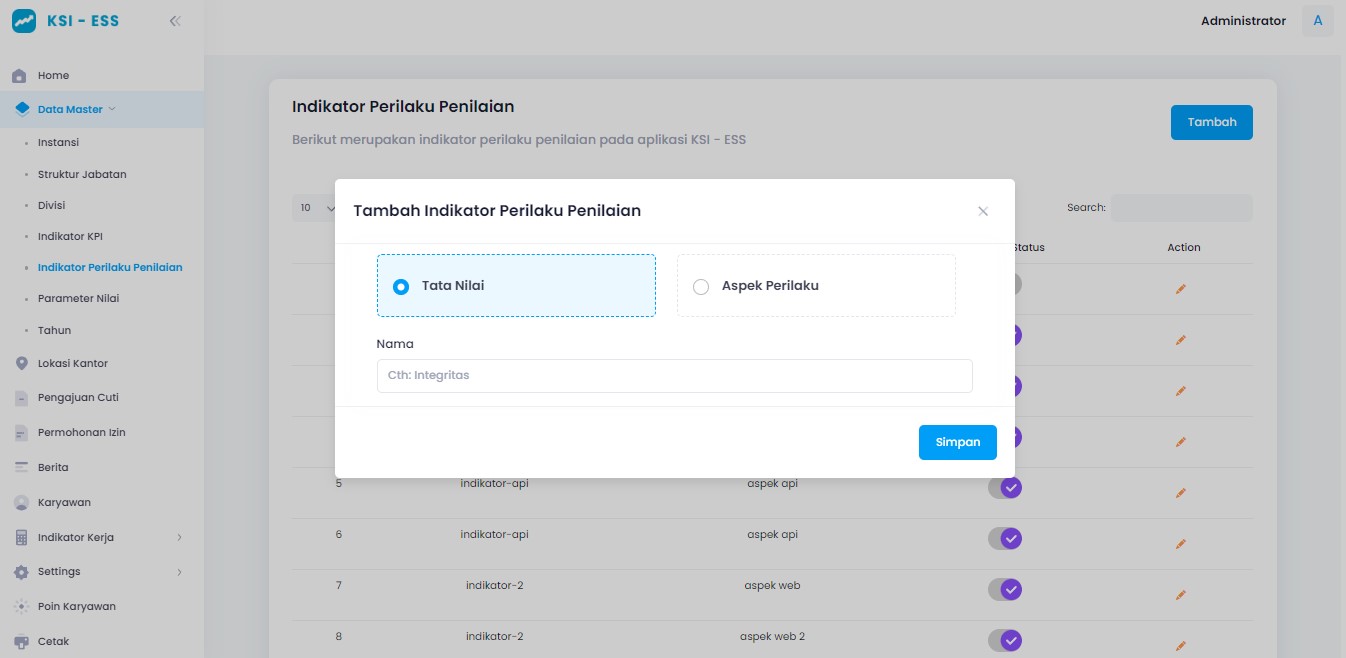 KSI - ESS
Administrator
A
Home
Data Master
Instansi
Struktur Jabatan
Divisi
Indikator KPI
Indikator Perilaku Penilaian
Parameter Nilai
Tahun
Lokasi Kantor
Pengajuan Cuti
Permohonan Izin
Berita
Karyawan
Indikator Kerja
Settings
Poin Karyawan
Cetak
Indikator Perilaku Penilaian
Berikut merupakan indikator perilaku penilaian pada aplikasi KSI - ESS
Tambah
10
Search:
Status Action
Tambah Indikator Perilaku Penilaian
Tata Nilai
Aspek Perilaku
Nama
Cth: Integritas
Simpan
5 indikator-api aspek api
6 indikator-api aspek api
7 indikator-2 aspek web
8 indikator-2 aspek web 2